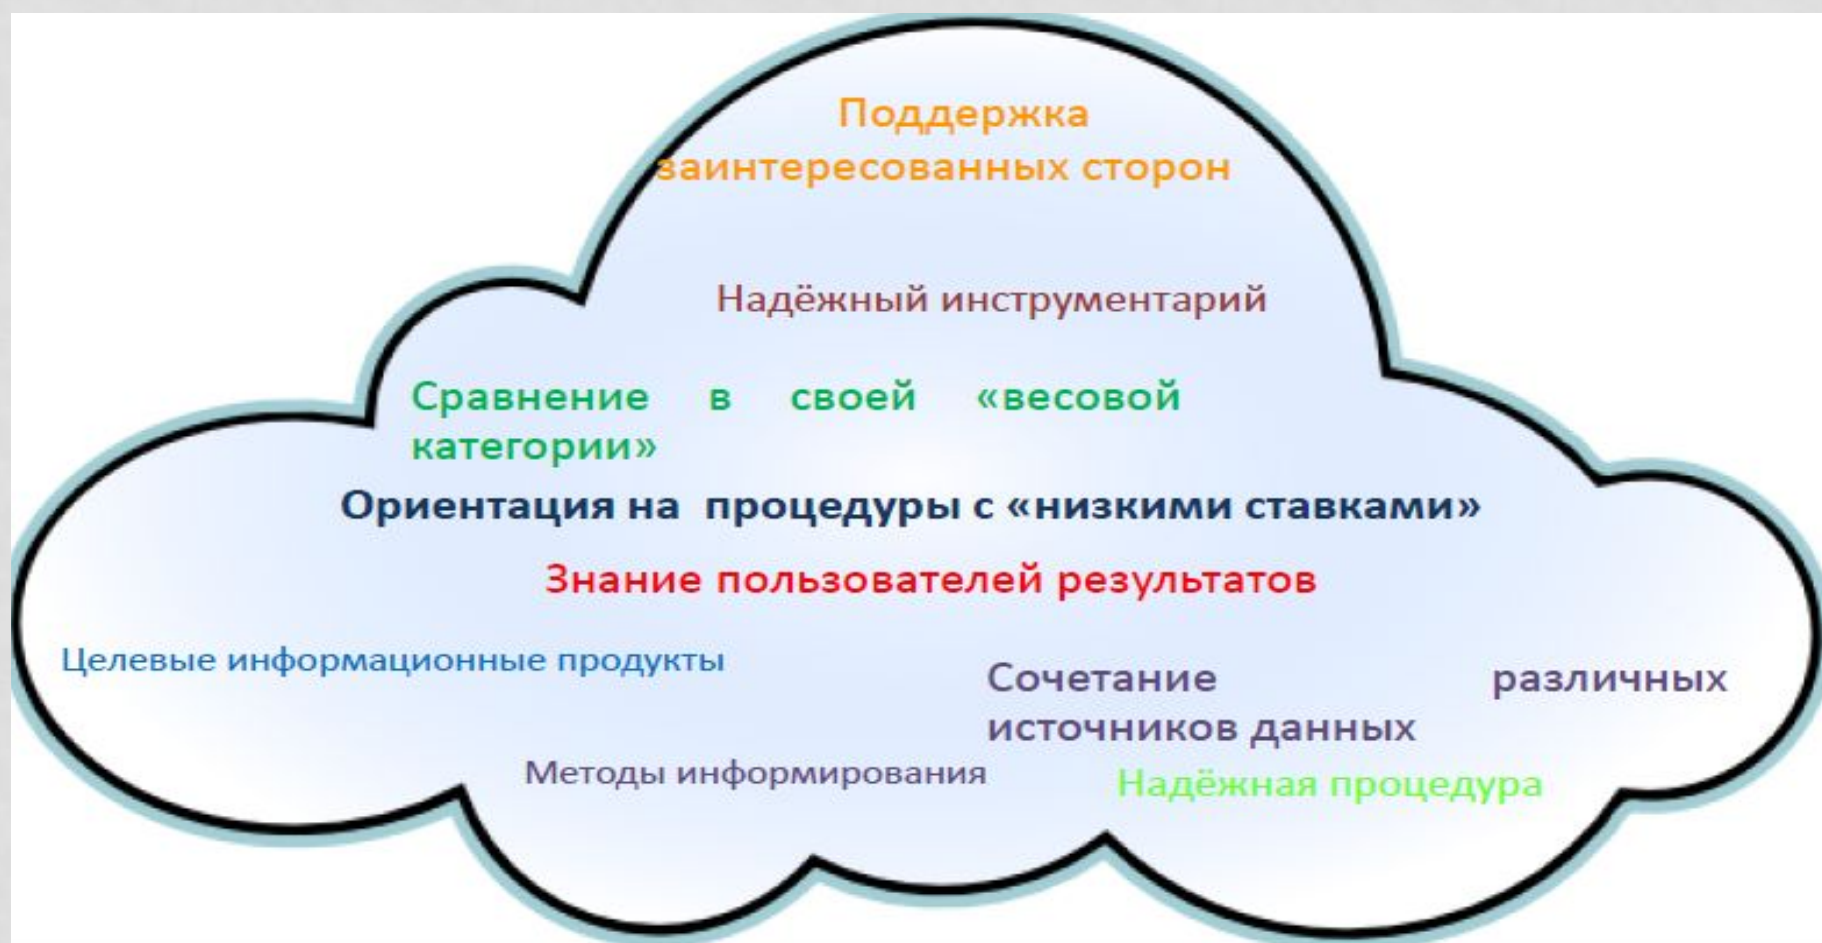 Поддержка
заинтересованных сторон
Надёжный инструментарий
Сравнение в своей «весовой
категории»
Ориентация на процедуры с «низкими ставками»
Знание пользователей результатов
Целевые информационные продукты
Сочетание различных
источников данных
Методы информирования
Надёжная процедура